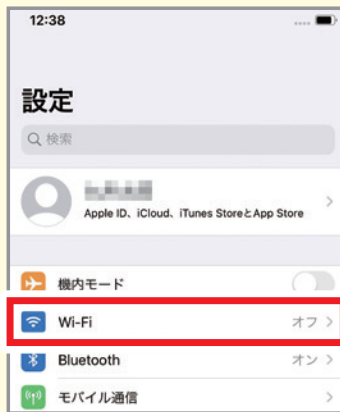 12:38
設定
検索
Apple ID、iCloud、iTunes StoreとApp Store
機内モード
Wi-Fi オフ
Bluetooth オン
モバイル通信